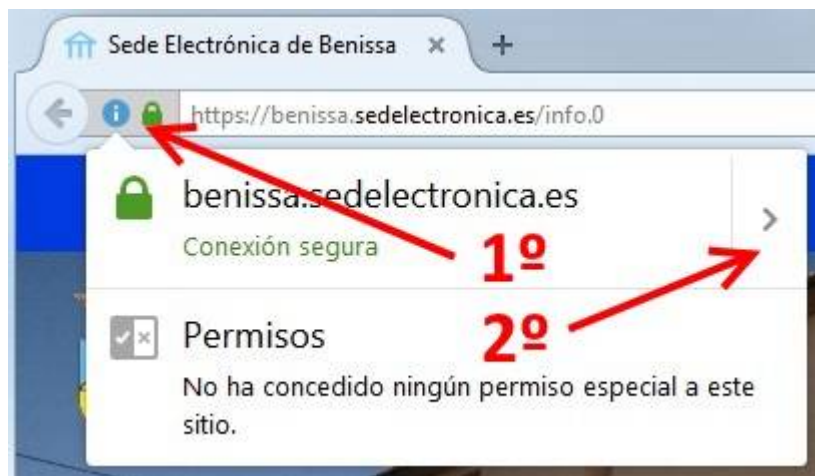 Sede Electrónica de Benissa
https://benissa.sedelectronica.es/info.0
benissa.sedelectronica.es
Conexión segura
1º
Permisos
2º
No ha concedido ningún permiso especial a este
sitio.